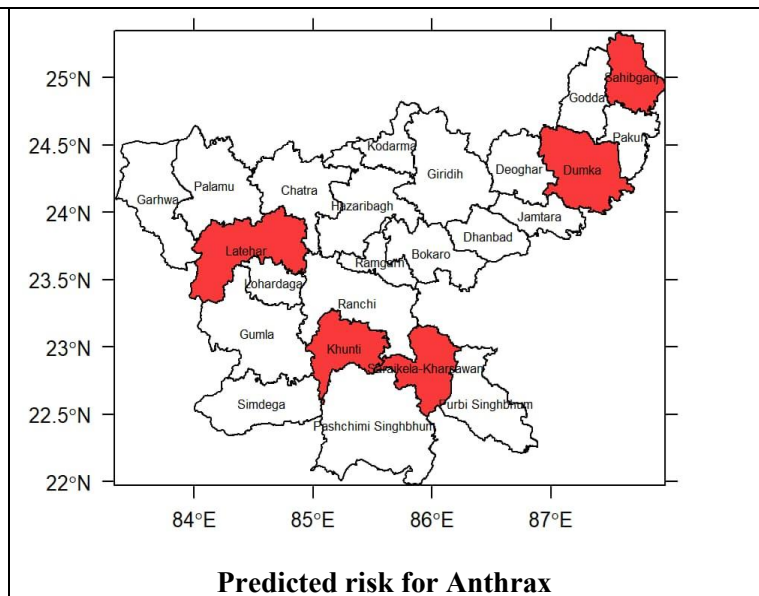 25°N
Sahibganj
Godda
24.5°N
Kodarma
Pakur
Giridih
Deoghar
Dumka
Palamu
Garhwa
Chatra
24°N
Hazaribagh
Jamtara
Dhanbad
Latehar
Bokaro
Ramgarh
23.5°N
Lohardaga
Ranchi
Gumla
23°N
Khunti
Saraikela-Kharsawan
22.5°N
Simdega
Purbi Singhbhum
Pashchimi Singhbhum
22°N
84°E 85°E 86°E 87°E
Predicted risk for Anthrax